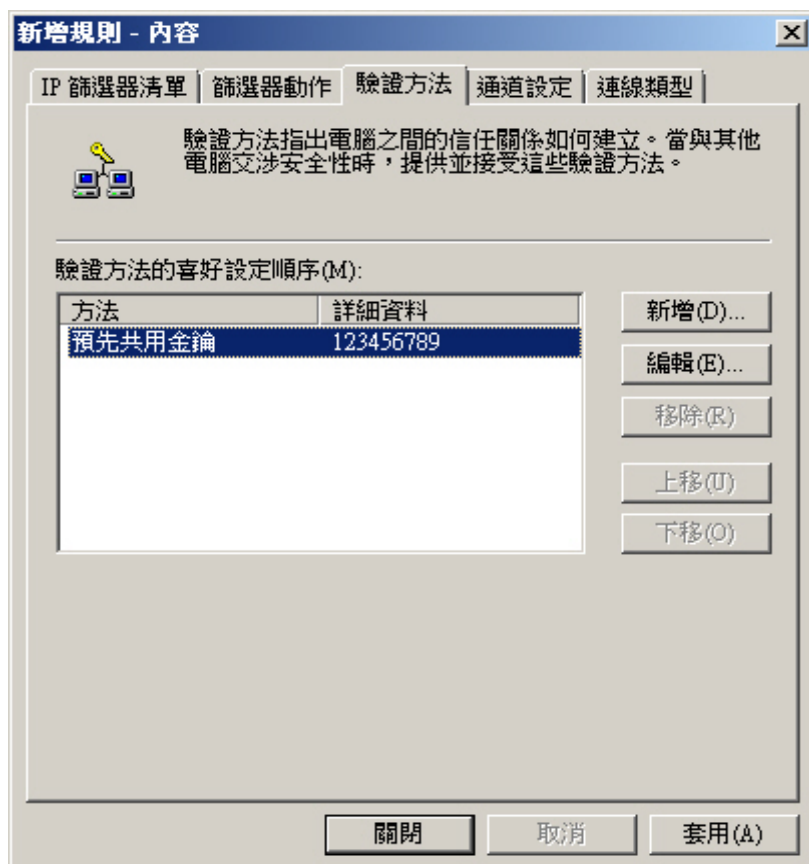 新增規則 - 內容
IP 篩選器清單 篩選器動作 驗證方法 通道設定 連線類型
驗證方法指出電腦之間的信任關係如何建立。當與其他
電腦交涉安全性時，提供並接受這些驗證方法。
驗證方法的喜好設定順序(M):
方法 詳細資料
預先共用金鑰 123456789
新增(D)...
編輯(E)...
移除(R)
上移(U)
下移(O)
關閉 取消 套用(A)